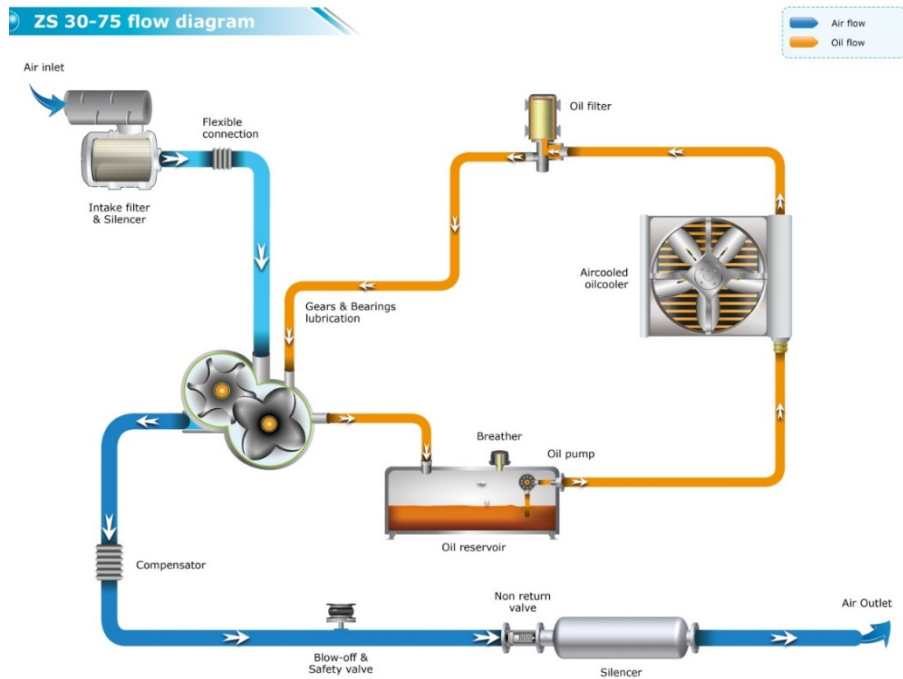 ZS 30-75 flow diagram
Air flow
Oil flow
Air inlet
Flexible
connection
Oil filter
Intake filter
& Silencer
Aircooled
oilcooler
Gears & Bearings
lubrication
Breather
Oil pump
Oil reservoir
Compensator
Non return
valve
Air Outlet
Blow-off &
Safety valve
Silencer